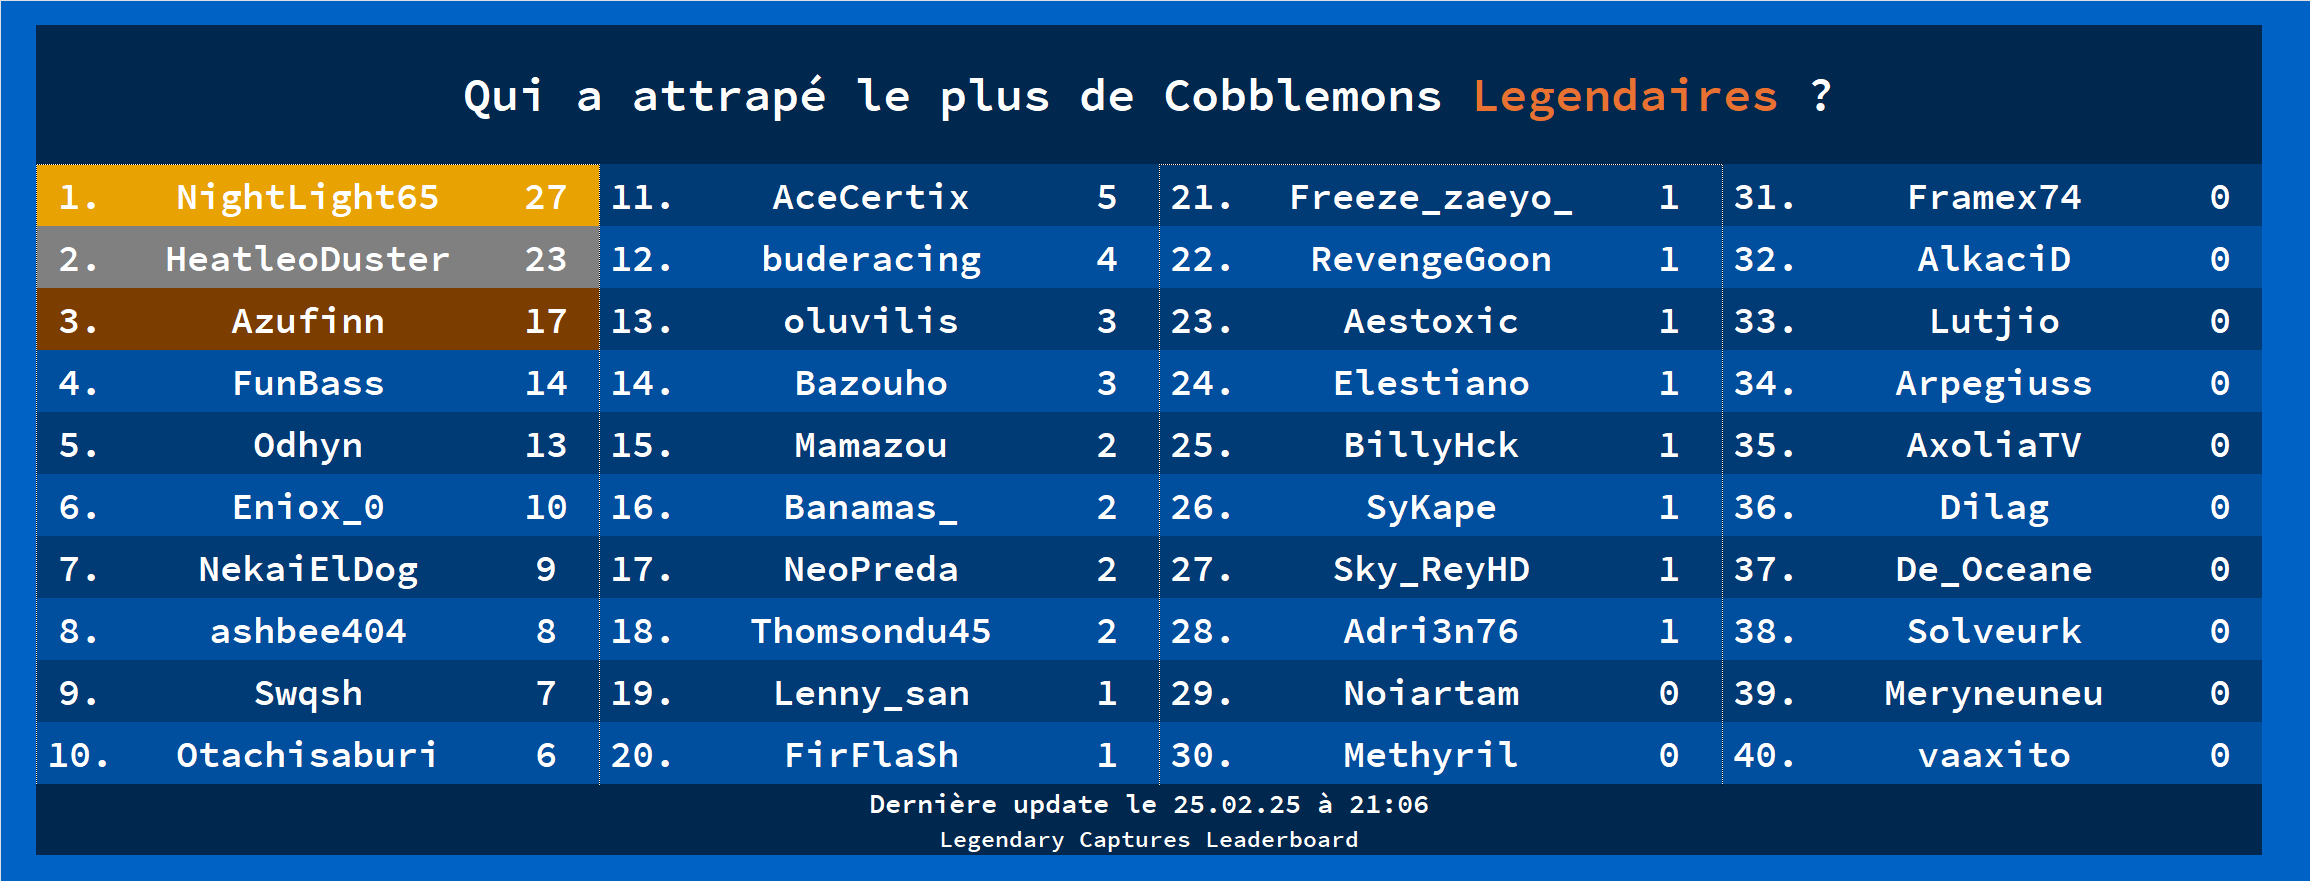 Qui a attrapé le plus de Cobblemons Legendaires ?
1. NightLight65 27
2. HeatleoDuster 23
3. Azufinn 17
4. FunBass 14
5. Odhyn 13
6. Eniox_0 10
7. NekaiElDog 9
8. ashbee404 8
9. Swqsh 7
10. Otachisaburi 6
11. AceCertix 5
12. buderacing 4
13. oluvilis 3
14. Bazouho 3
15. Mamazou 2
16. Banamas_ 2
17. NeoPreda 2
18. Thomsondu45 2
19. Lenny_san 1
20. FirFlaSh 1
21. Freeze_zaeyo_ 1
22. RevengeGoon 1
23. Aestoxic 1
24. Elestiano 1
25. BillyHck 1
26. SyKape 1
27. Sky_ReyHD 1
28. Adri3n76 1
29. Noiartam 0
30. Methyril 0
31. Framex74 0
32. AlkaciD 0
33. Lutjio 0
34. Arpegiuss 0
35. AxoliaTV 0
36. Dilag 0
37. De_Oceane 0
38. Solveurk 0
39. Meryneuneu 0
40. vaaxito 0
Dernière update le 25.02.25 à 21:06
Legendary Captures Leaderboard